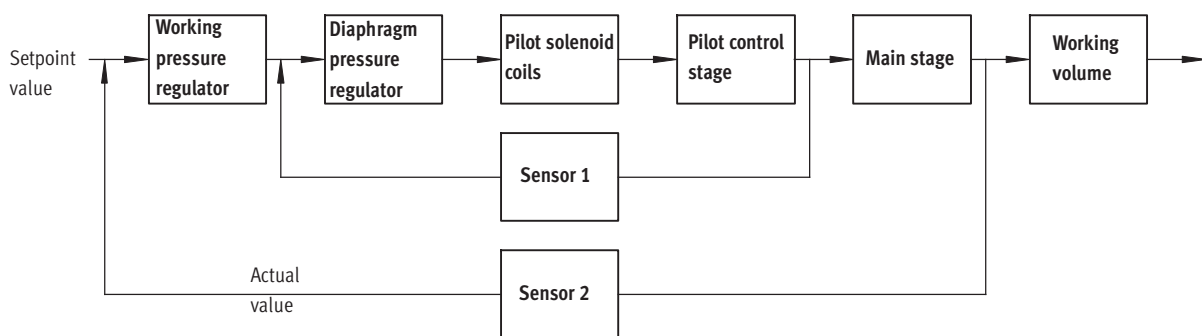 Setpoint
value
Working
pressure
regulator
Diaphragm
pressure
regulator
Pilot solenoid
coils
Pilot control
stage
Main stage
Working
volume
Sensor 1
Actual
value
Sensor 2